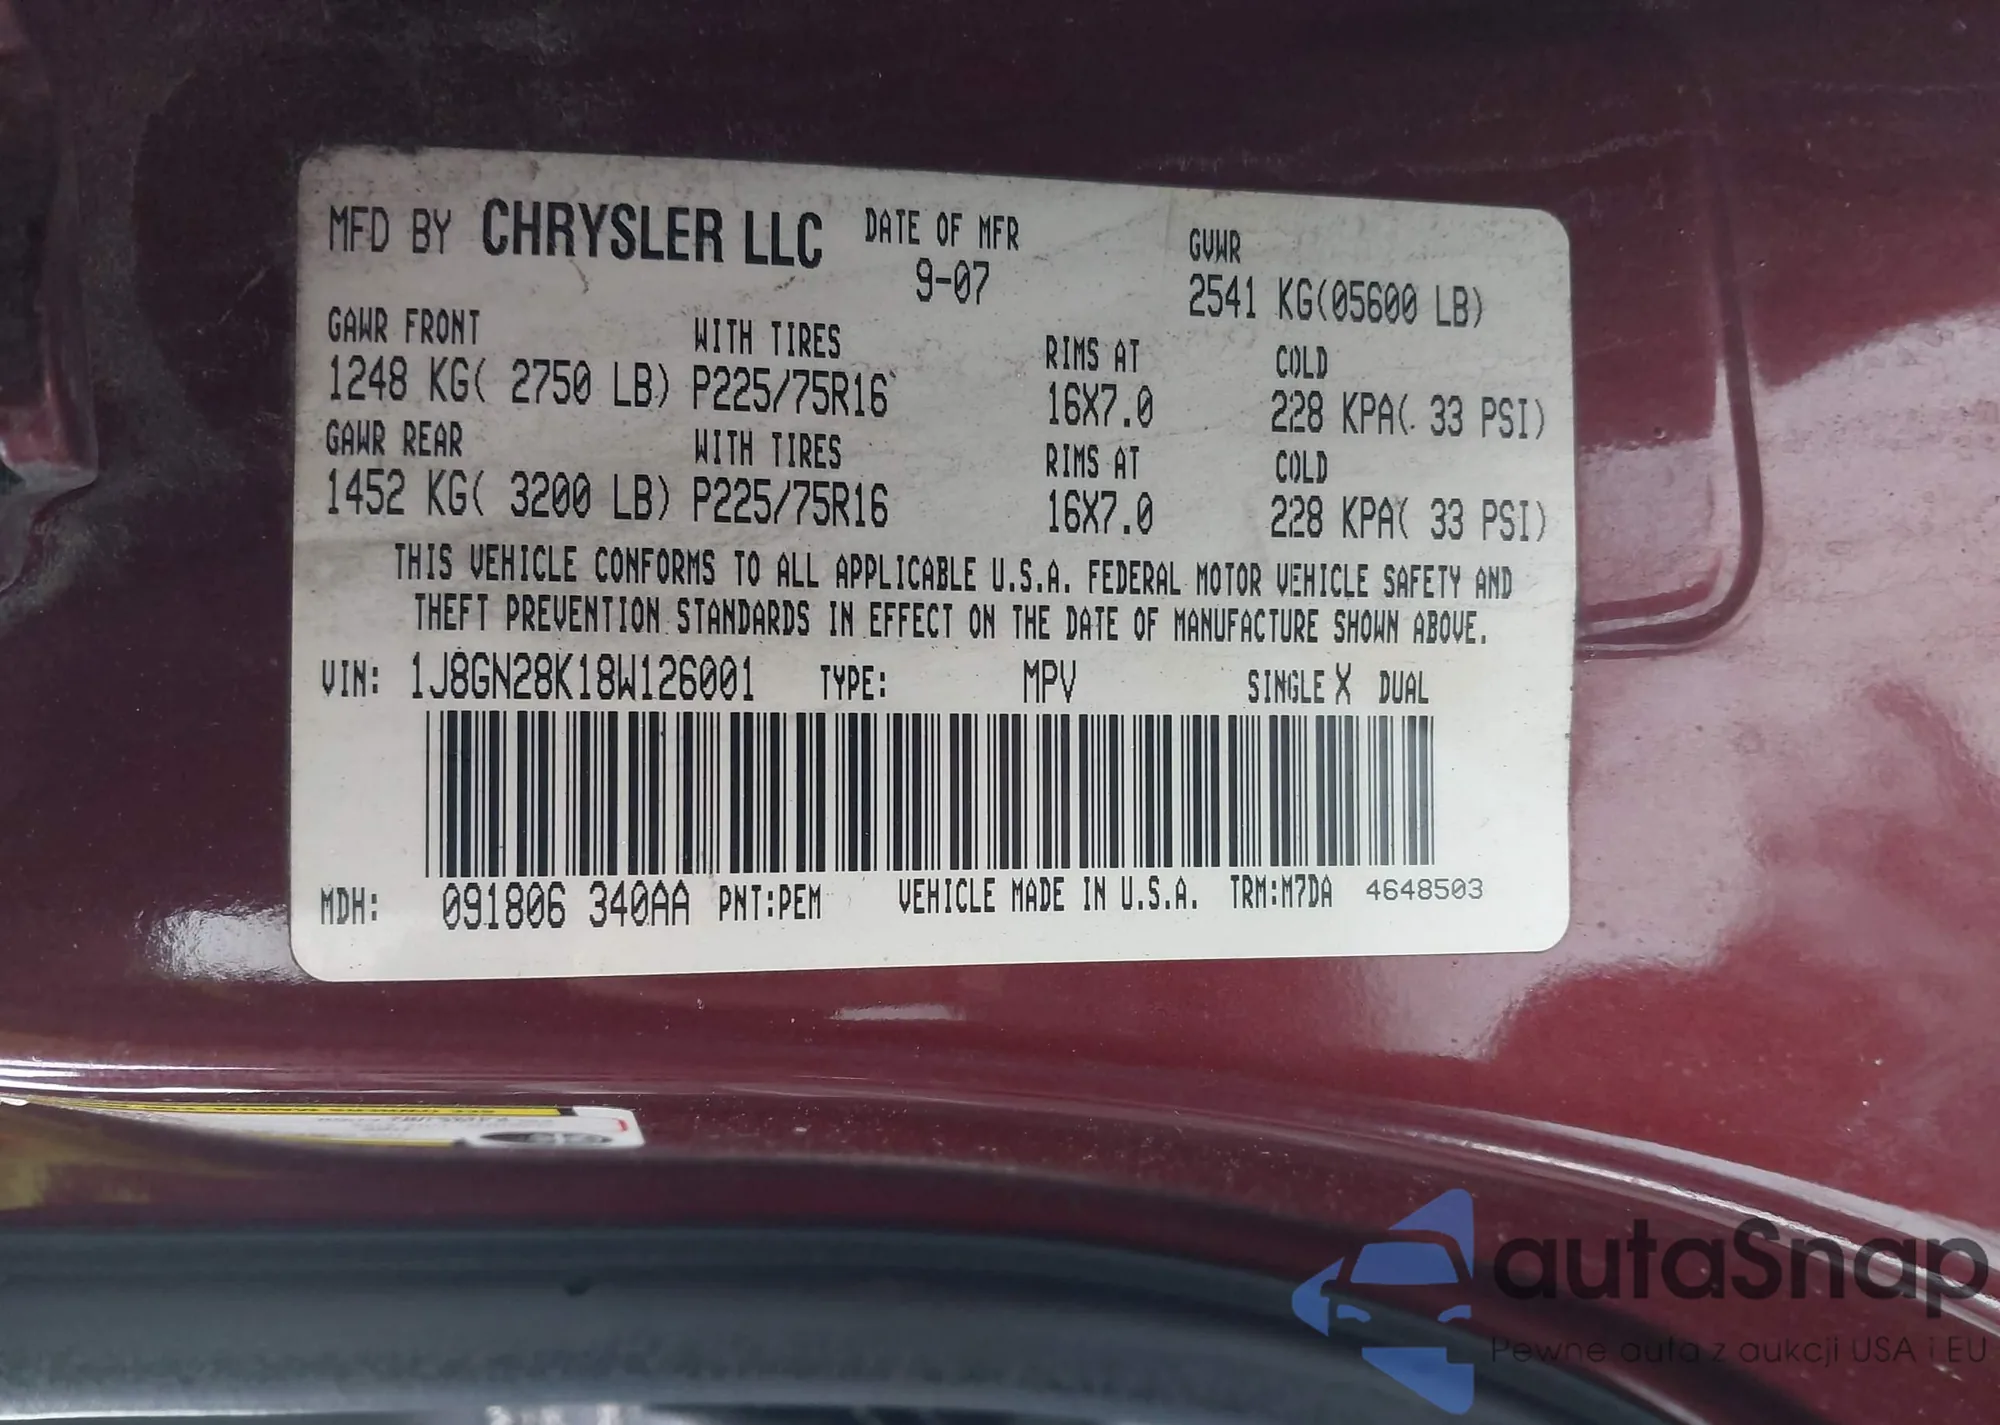 MFD BY CHRYSLER LLC DATE OF MFR GVWR
9-07 2541 KG(05600 LB)
GAWR FRONT WITH TIRES RIMS AT COLD
1248 KG( 2750 LB) P225/75R16 16X7.0 228 KPA( 33 PSI)
GAWR REAR WITH TIRES RIMS AT COLD
1452 KG( 3200 LB) P225/75R16 16X7.0 228 KPA( 33 PSI)
THIS VEHICLE CONFORMS TO ALL APPLICABLE U.S.A. FEDERAL MOTOR VEHICLE SAFETY AND
THEFT PREVENTION STANDARDS IN EFFECT ON THE DATE OF MANUFACTURE SHOWN ABOVE.
VIN: 1J8GN28K18W126001 TYPE: MPV SINGLE X DUAL
MDH: 091806 340AA PNT:PEM VEHICLE MADE IN U.S.A. TRM:M7DA 4648503
autaSnap
Pewne auta z aukcji USA i EU